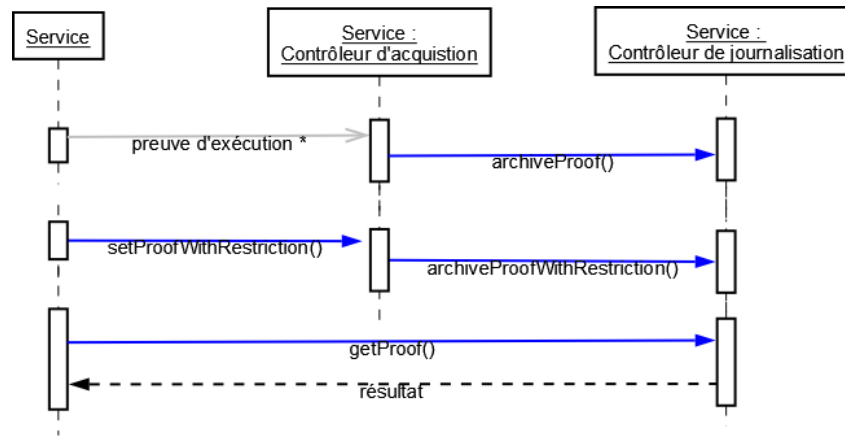 Service
Service :
Contrôleur d'acquistion
Service :
Contrôleur de journalisation
preuve d'exécution *
archiveProof()
setProofWithRestriction()
archiveProofWithRestriction()
getProof()
résultat